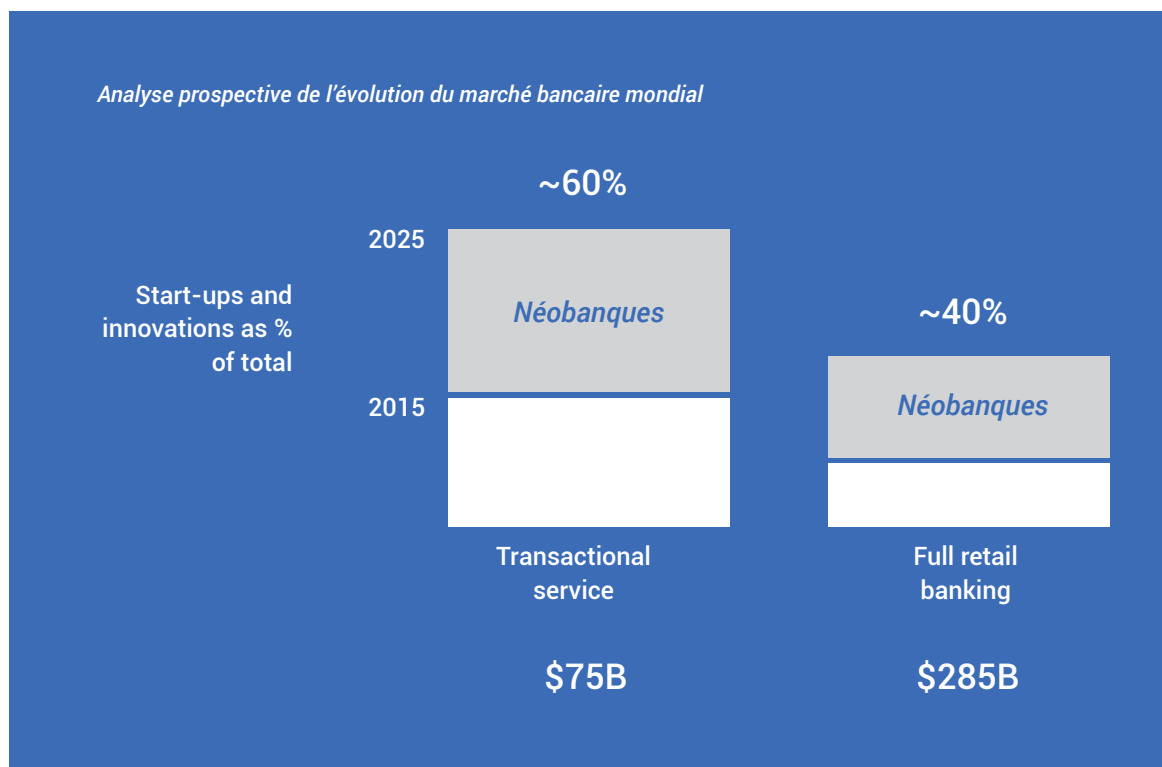 Analyse prospective de l'évolution du marché bancaire mondial
~60%
2025
Néobanques
Start-ups and
innovations as %
of total
~40%
Néobanques
2015
Transactional
service
Full retail
banking
$75B
$285B